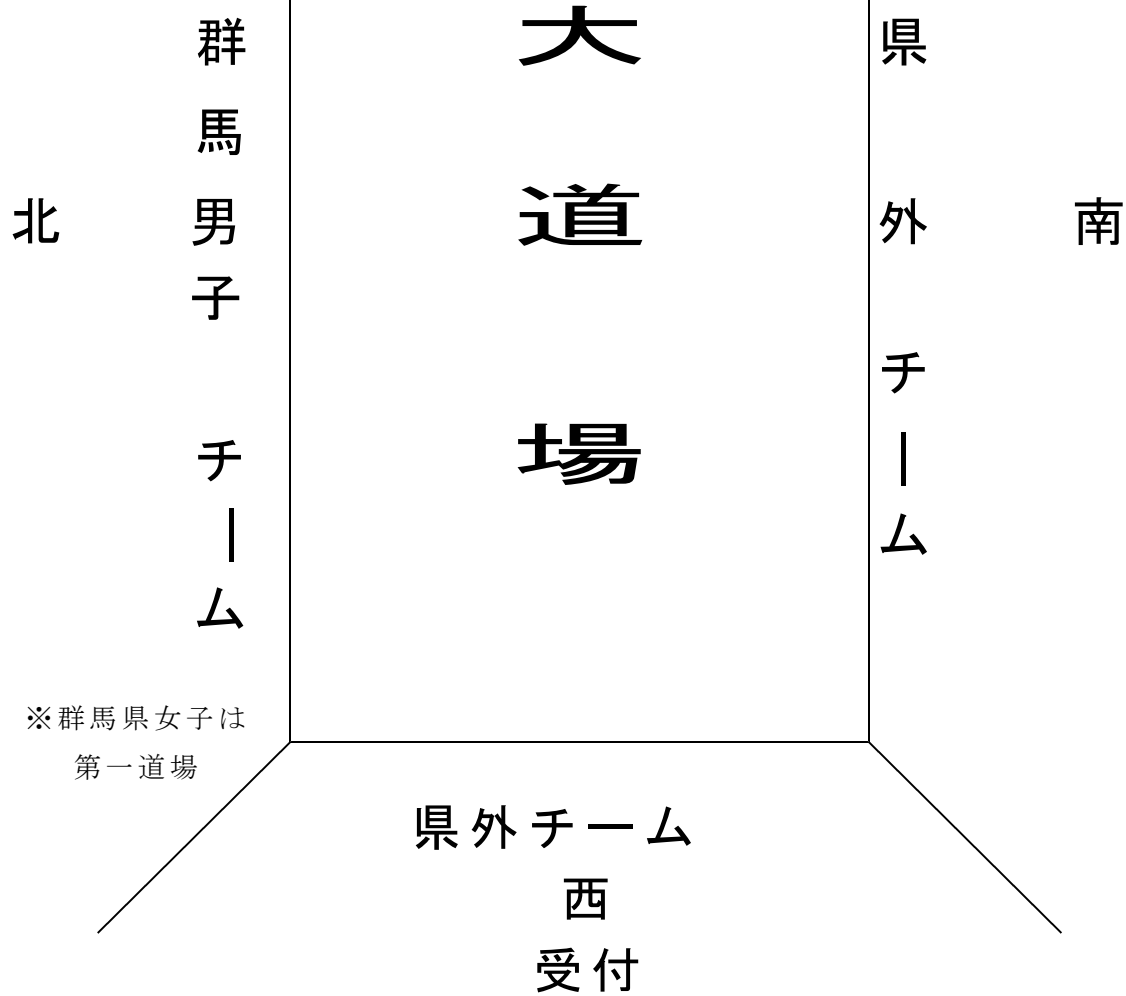 北
群馬男子チーム
※群馬県女子は
第一道場
大道場
県外チーム
南
県外チーム
西
受付